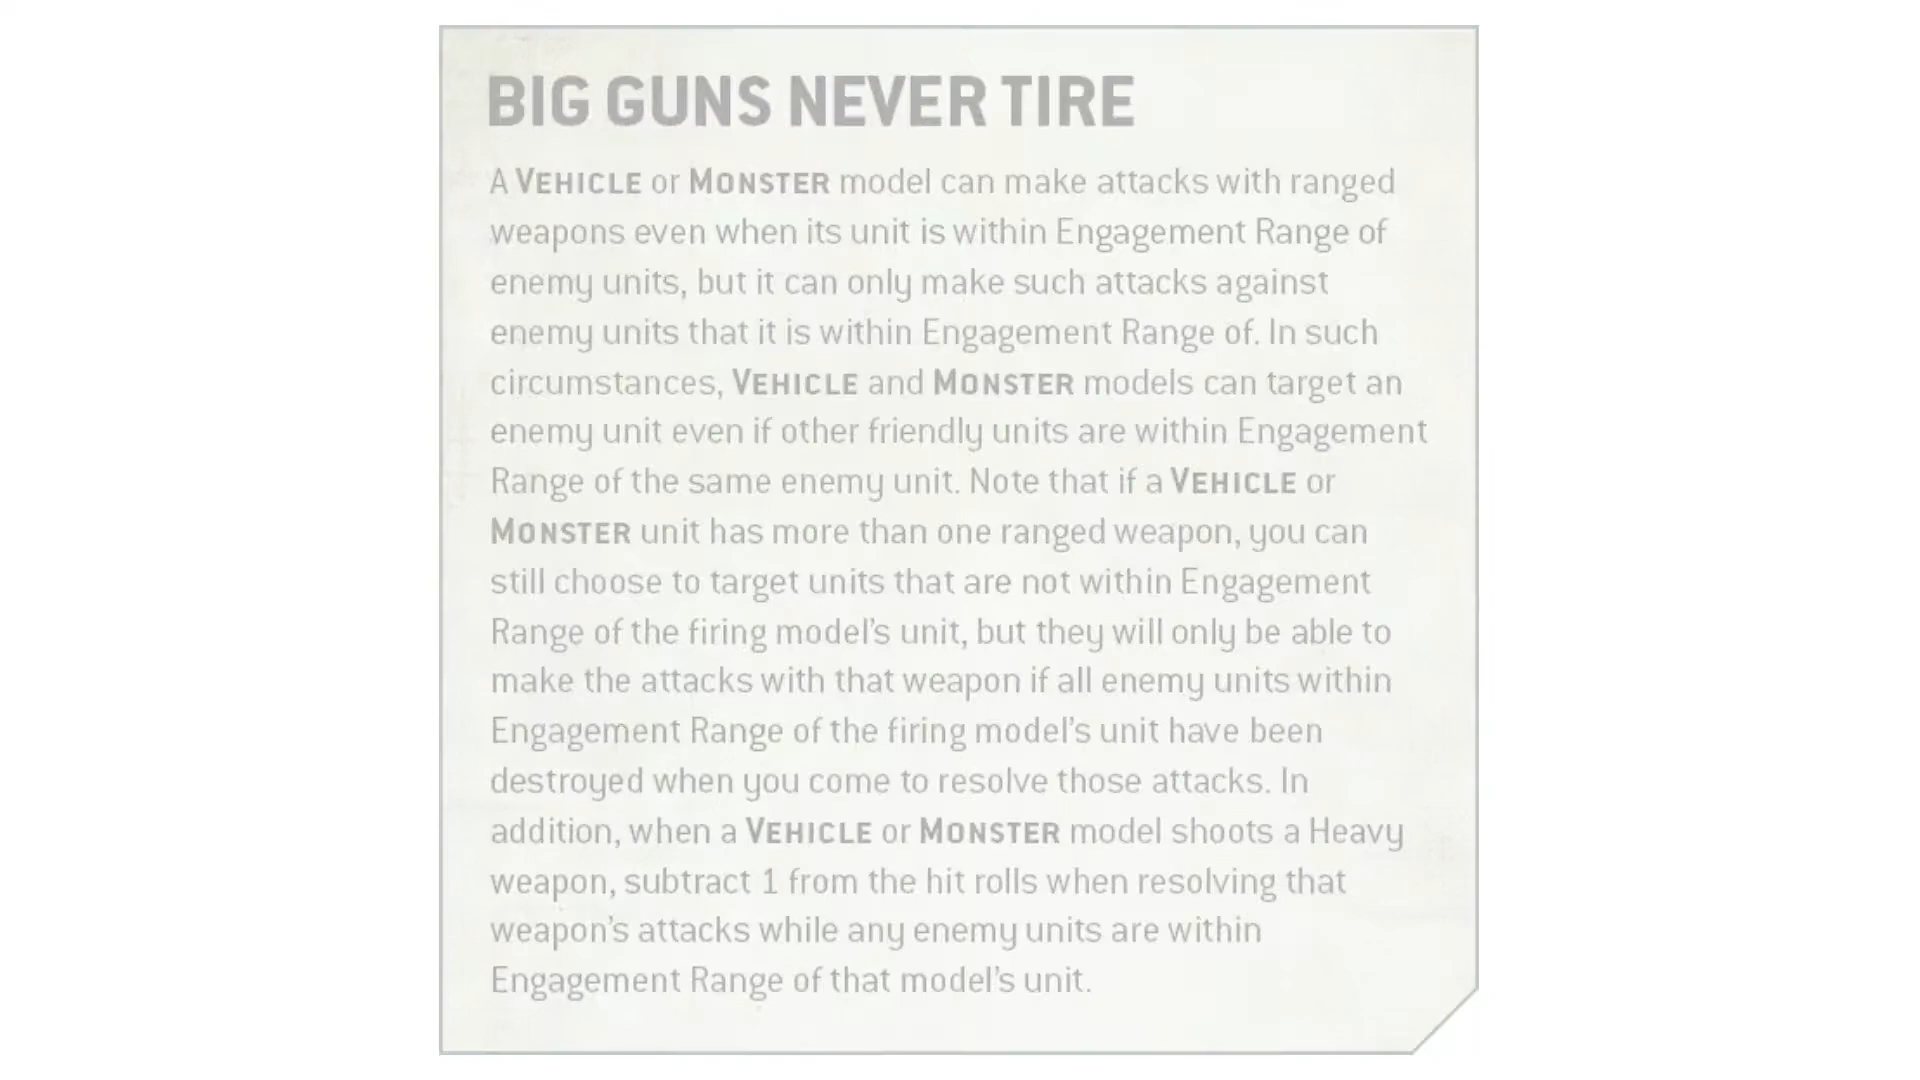 BIG GUNS NEVER TIRE
A VEHICLE or MONSTER model can make attacks with ranged
weapons even when its unit is within Engagement Range of
enemy units, but it can only make such attacks against
enemy units that it is within Engagement Range of. In such
circumstances, VEHICLE and MONSTER models can target an
enemy unit even if other friendly units are within Engagement
Range of the same enemy unit. Note that if a VEHICLE or
MONSTER unit has more than one ranged weapon, you can
still choose to target units that are not within Engagement
Range of the firing model's unit, but they will only be able to
make the attacks with that weapon if all enemy units within
Engagement Range of the firing model's unit have been
destroyed when you come to resolve those attacks. In
addition, when a VEHICLE or MONSTER model shoots a Heavy
weapon, subtract 1 from the hit rolls when resolving that
weapon's attacks while any enemy units are within
Engagement Range of that model's unit.